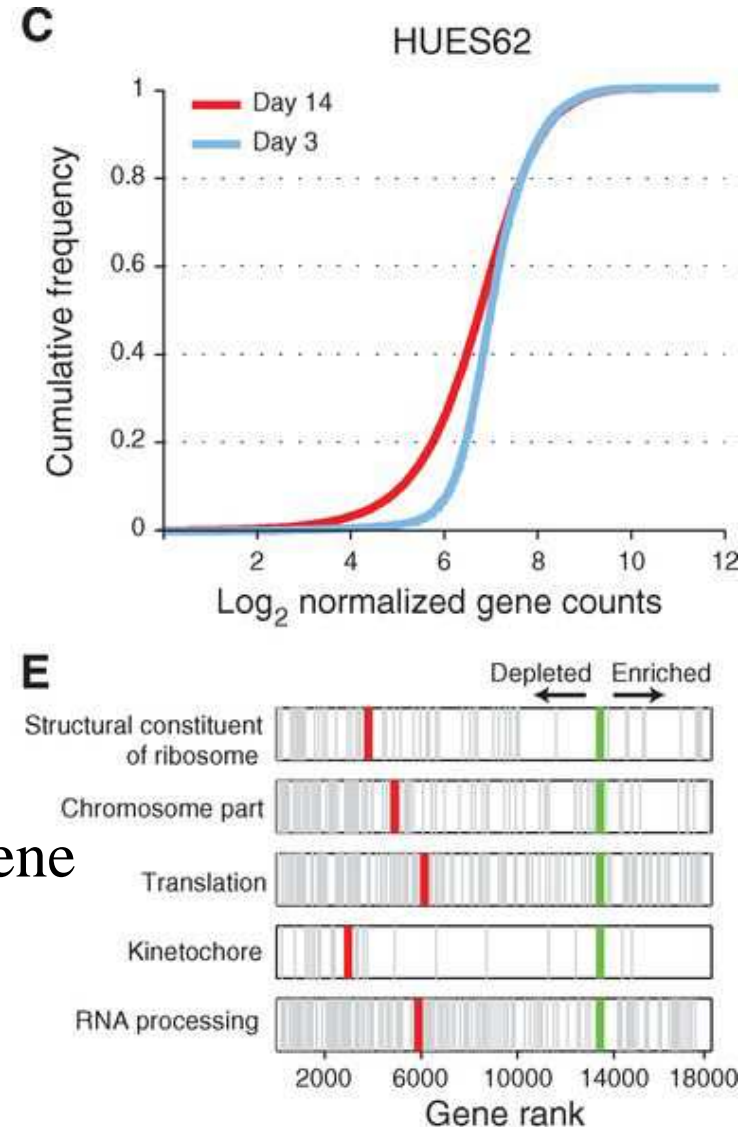 C
HUES62
Day 14
Day 3
1
0.8
0.6
0.4
0.2
0
Cumulative frequency
2 4 6 8 10 12
Log2 normalized gene counts
E
Depleted Enriched
Structural constituent
of ribosome
Chromosome part
ene
Translation
Kinetochore
RNA processing
2000 6000 10000 14000 18000
Gene rank